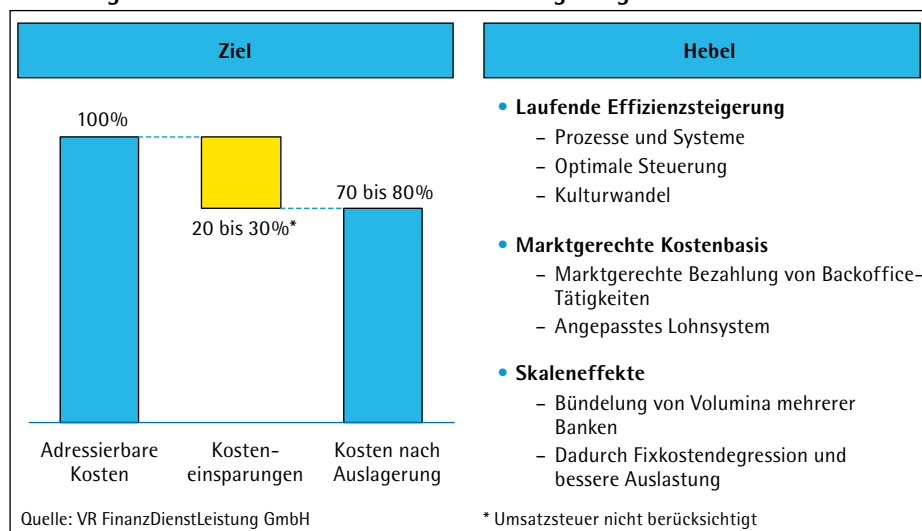 Ziel
100%
20 bis 30%*
70 bis 80%
Adressierbare
Kosten
Kosten-
einsparungen
Kosten nach
Auslagerung
Quelle: VR FinanzDienstLeistung GmbH
Hebel
• Laufende Effizienzsteigerung
– Prozesse und Systeme
– Optimale Steuerung
– Kulturwandel
• Marktgerechte Kostenbasis
– Marktgerechte Bezahlung von Backoffice-
Tätigkeiten
– Angepasstes Lohnsystem
• Skaleneffekte
– Bündelung von Volumina mehrerer
Banken
– Dadurch Fixkostendegression und
bessere Auslastung
* Umsatzsteuer nicht berücksichtigt